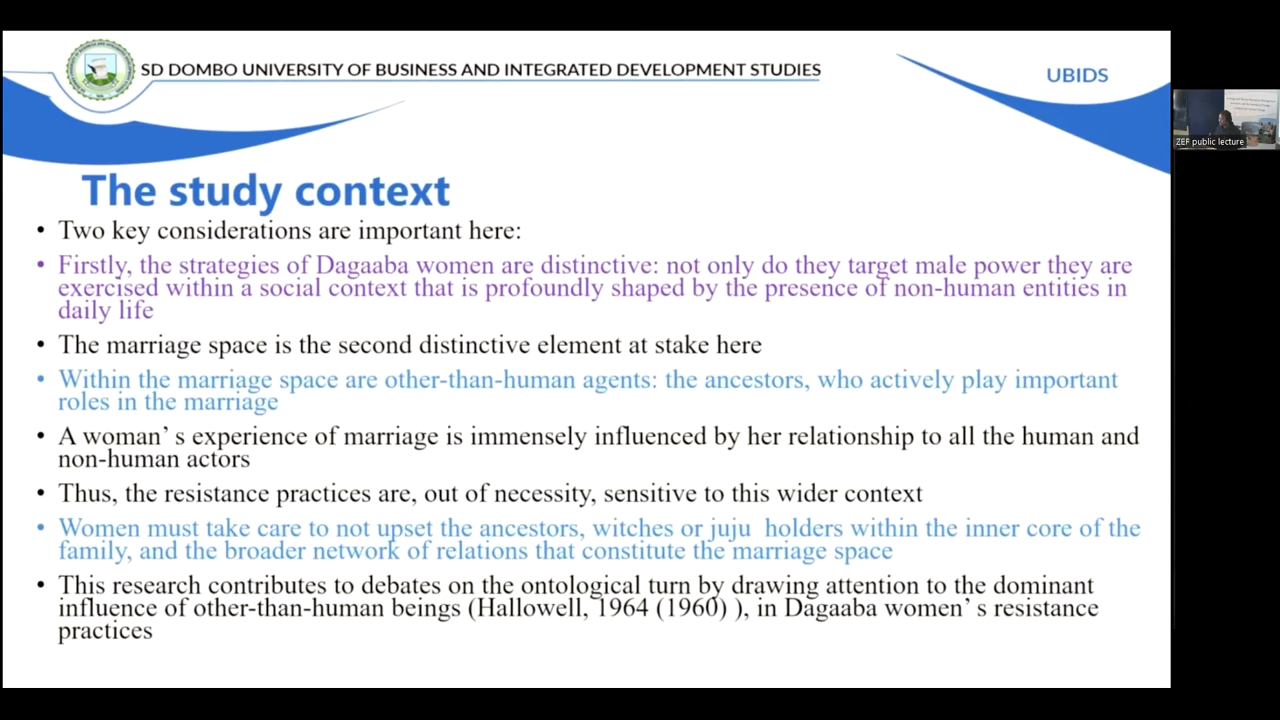 SD DOMBO UNIVERSITY OF BUSINESS AND INTEGRATED DEVELOPMENT STUDIES
UBIDS
ZEF public lecture
The study context
• Two key considerations are important here:
• Firstly, the strategies of Dagaaba women are distinctive: not only do they target male power they are
exercised within a social context that is profoundly shaped by the presence of non-human entities in
daily life
• The marriage space is the second distinctive element at stake here
• Within the marriage space are other-than-human agents: the ancestors, who actively play important
roles in the marriage
• A woman’ s experience of marriage is immensely influenced by her relationship to all the human and
non-human actors
• Thus, the resistance practices are, out of necessity, sensitive to this wider context
• Women must take care to not upset the ancestors, witches or juju  holders within the inner core of the
family, and the broader network of relations that constitute the marriage space
• This research contributes to debates on the ontological turn by drawing attention to the dominant
influence of other-than-human beings (Hallowell, 1964 (1960) ), in Dagaaba women’ s resistance
practices